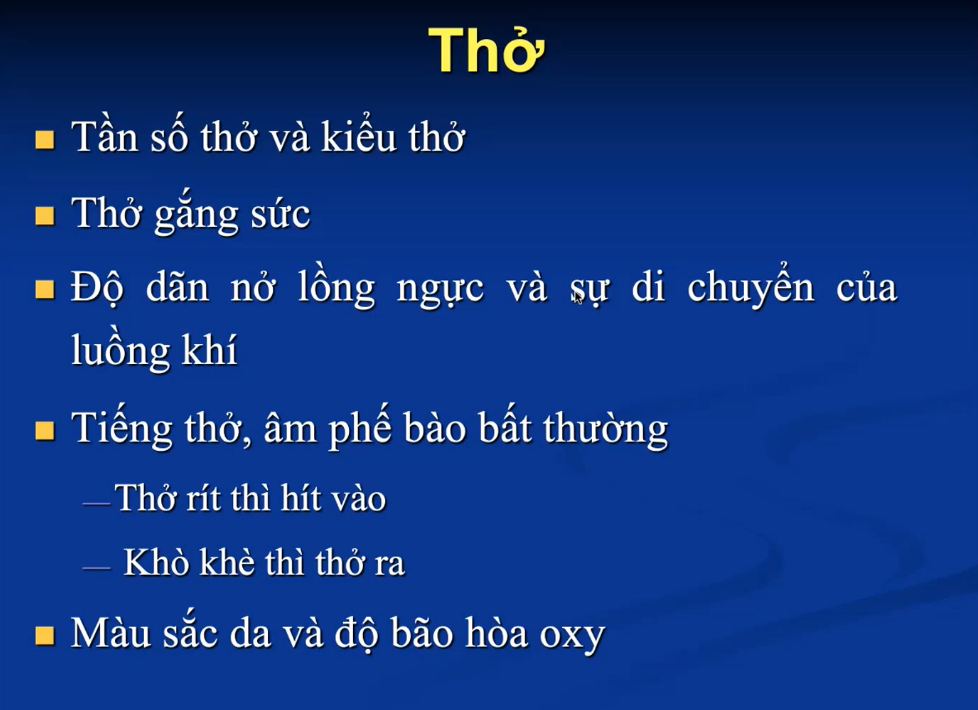 Thở
Tần số thở và kiểu thở
Thở gắng sức
Độ dãn nở lồng ngực và sự di chuyển của
luồng khí
Tiếng thở, âm phế bào bất thường
—Thở rít thì hít vào
— Khò khè thì thở ra
Màu sắc da và độ bão hòa oxy